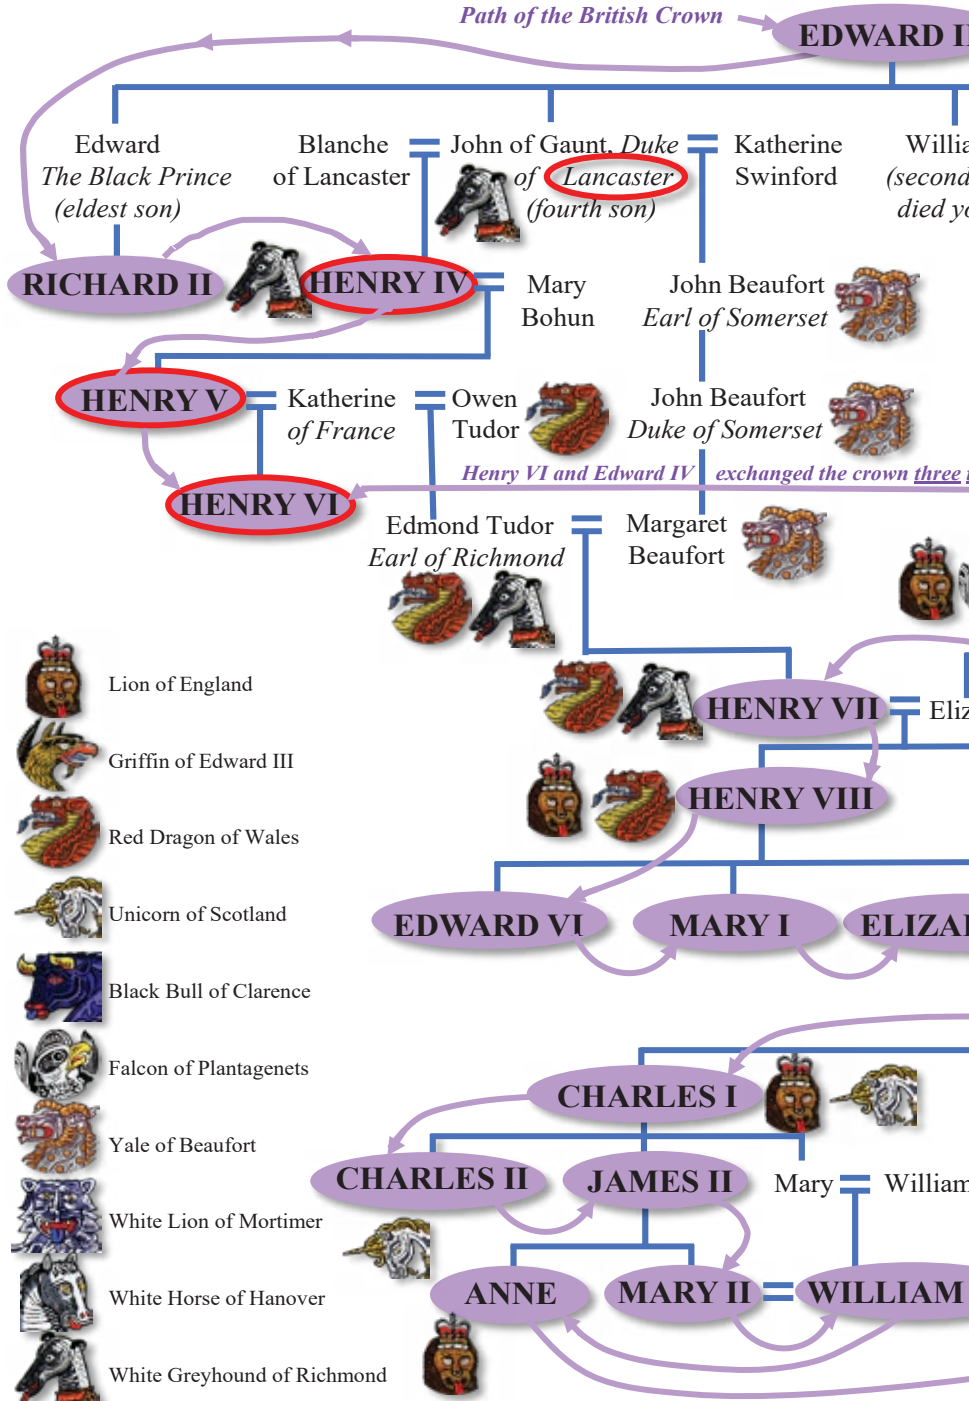 Path of the British Crown
EDWARD II
Edward
The Black Prince
(eldest son)
Blanche
of Lancaster
John of Gaunt, Duke
of Lancaster
(fourth son)
Katherine
Swinford
(second
RICHARD II
HENRY IV
Mary
Bohun
John Beaufort
Earl of Somerset
HENRY V
Katherine
of France
Owen
Tudor
John Beaufort
Duke of Somerset
Henry VI and Edward IV exchanged the crown three
HENRY VI
Edmond Tudor
Earl of Richmond
Margaret
Beaufort
Lion of England
HENRY VII
Eliz
Griffin of Edward III
HENRY VIII
Red Dragon of Wales
Unicorn of Scotland
EDWARD VI
MARY I
ELIZA
Black Bull of Clarence
Falcon of Plantagenets
CHARLES I
Yale of Beaufort
CHARLES II
JAMES II
Mary
William
White Lion of Mortimer
White Horse of Hanover
ANNE
MARY II
WILLIAM
White Greyhound of Richmond